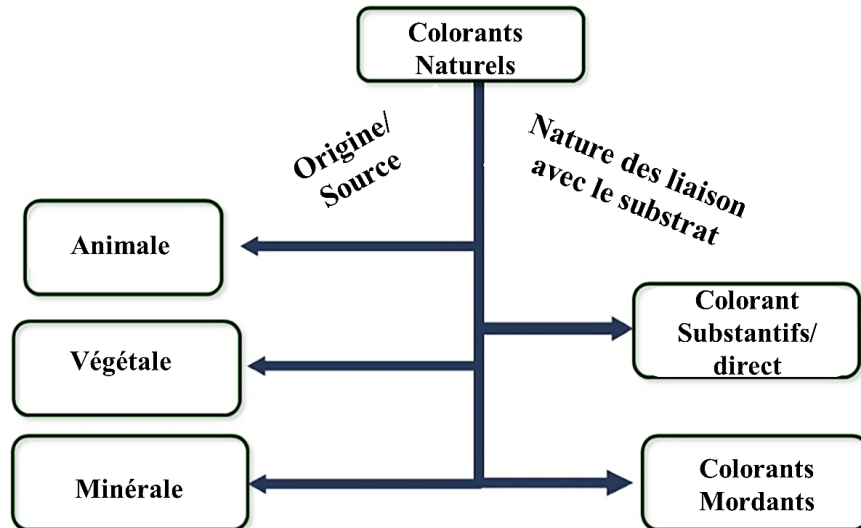 Colorants
Naturels
Origine/
Source
Nature des liaison
avec le substrat
Animale
Végétale
Minérale
Colorant
Substantifs/
direct
Colorants
Mordants